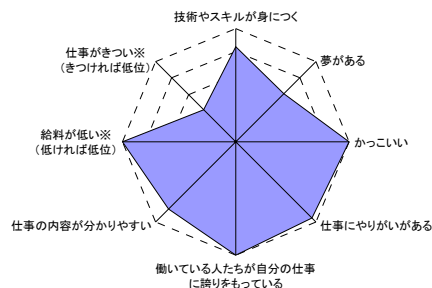 技術やスキルが身につく
仕事がきつい※
(きつければ低位)
夢がある
給料が低い※
(低ければ低位)
かっこいい
仕事の内容が分かりやすい
仕事にやりがいがある
働いている人たちが自分の仕事
に誇りをもっている